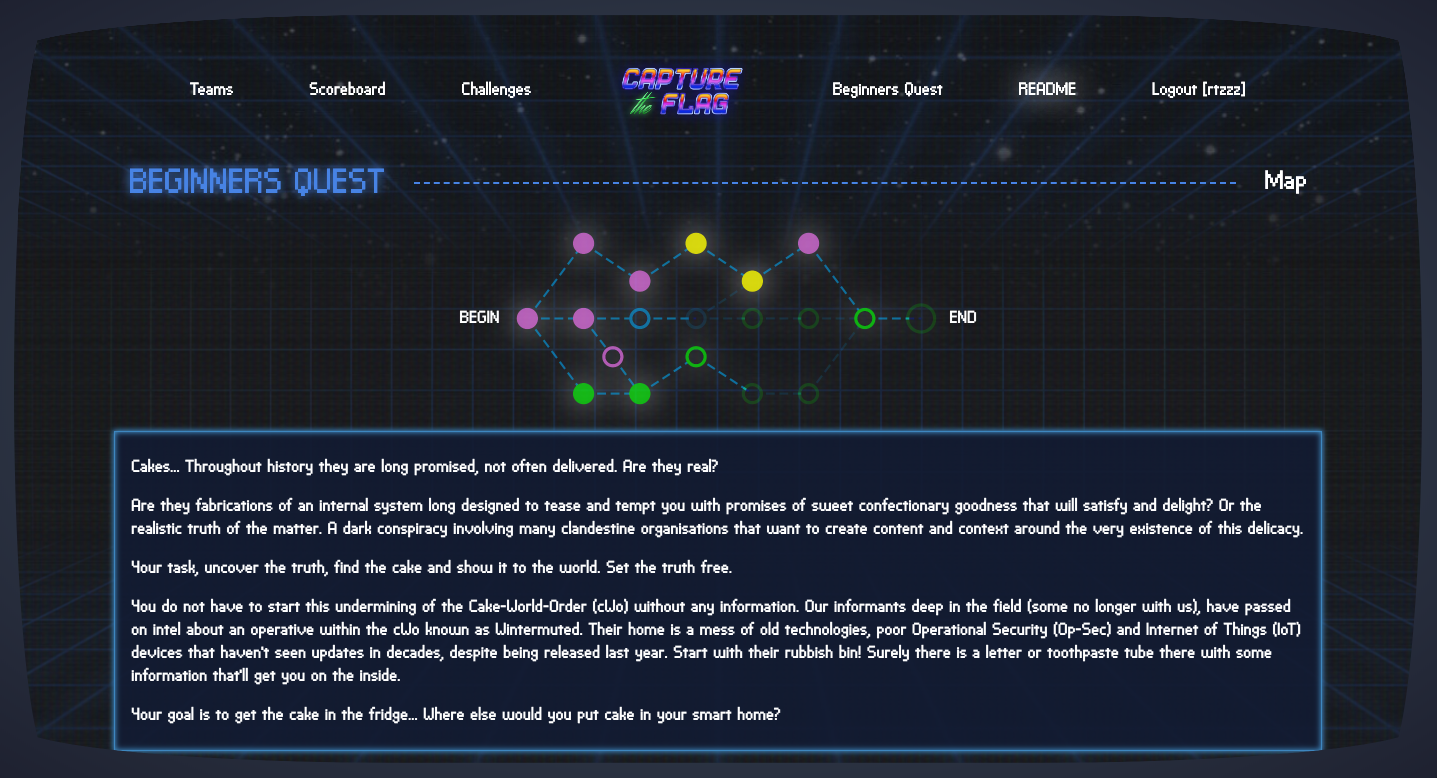 Teams
Scoreboard
Challenges
CAPTURE
the FLAG
Beginners Quest
README
Logout [rtzzz]
BEGINNERS QUEST
Map
BEGIN
END
Cakes... Throughout history they are long promised, not often delivered. Are they real?
Are they fabrications of an internal system long designed to tease and tempt you with promises of sweet confectionary goodness that will satisfy and delight? Or the
realistic truth of the matter. A dark conspiracy involving many clandestine organisations that want to create content and context around the very existence of this delicacy.
Your task, uncover the truth, find the cake and show it to the world. Set the truth free.
You do not have to start this undermining of the Cake-World-Order (cWo) without any information. Our informants deep in the field (some no longer with us), have passed
on intel about an operative within the cWo known as Wintermuted. Their home is a mess of old technologies, poor Operational Security (Op-Sec) and Internet of Things (IoT)
devices that haven't seen updates in decades, despite being released last year. Start with their rubbish bin! Surely there is a letter or toothpaste tube there with some
information that'll get you on the inside.
Your goal is to get the cake in the fridge... Where else would you put cake in your smart home?